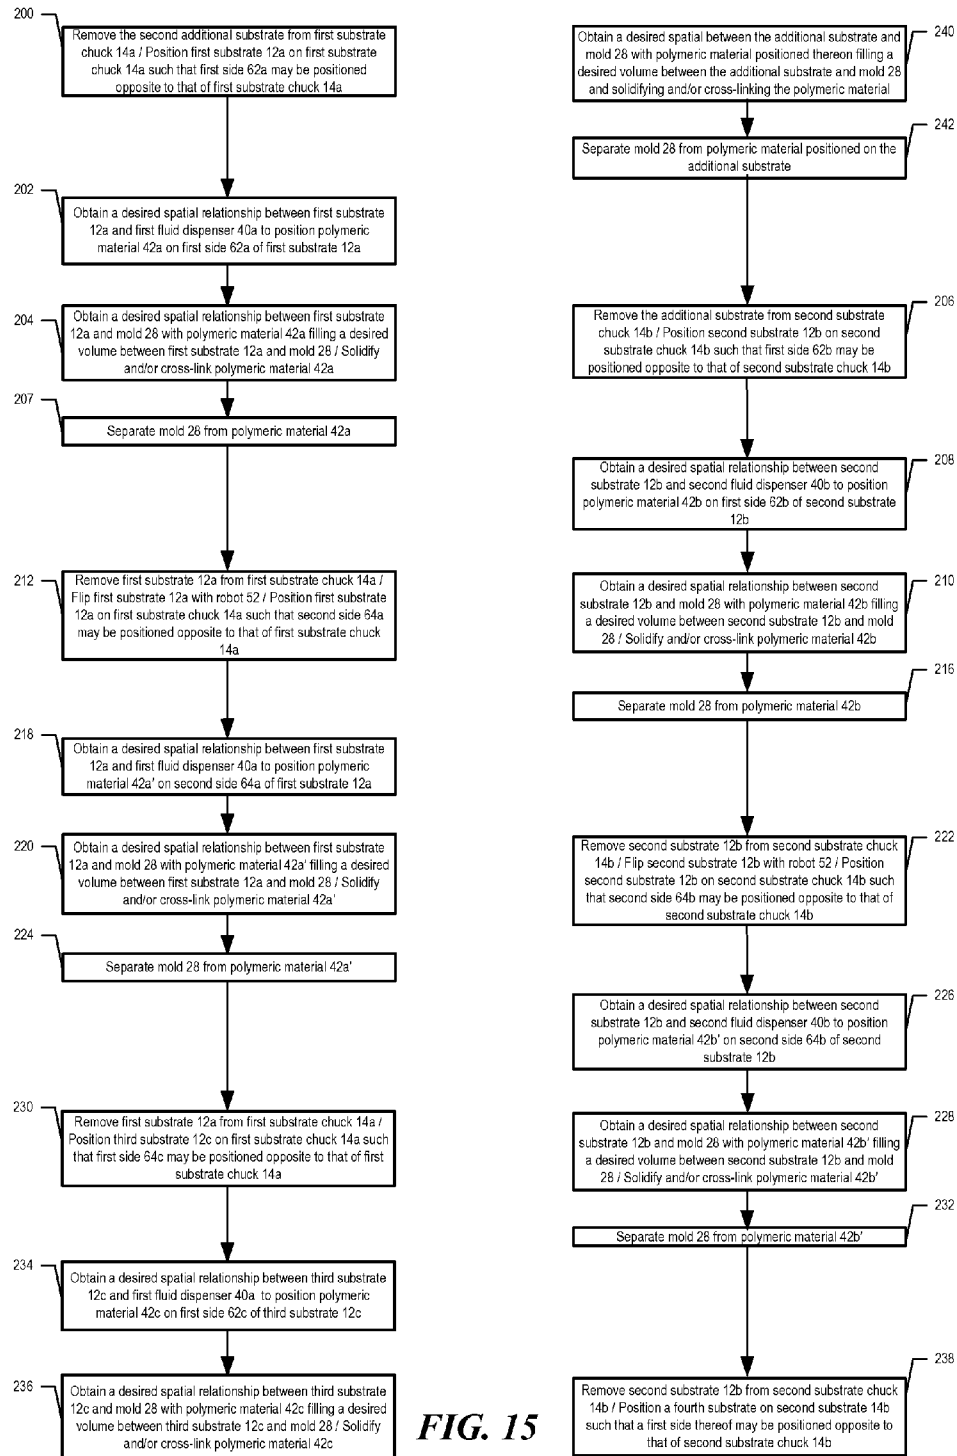 200
Remove the second additional substrate from first substrate
chuck 14a / Position first substrate 12a on first substrate
chuck 14a such that first side 62a may be positioned
opposite to that of first substrate chuck 14a
202
Obtain a desired spatial relationship between first substrate
12a and first fluid dispenser 40a to position polymeric
material 42a on first side 62a of first substrate 12a
204
Obtain a desired spatial relationship between first substrate
12a and mold 28 with polymeric material 42a filling a desired
volume between first substrate 12a and mold 28 / Solidify
and/or cross-link polymeric material 42a
207
Separate mold 28 from polymeric material 42a
212
Remove first substrate 12a from first substrate chuck 14a /
Flip first substrate 12a with robot 52 / Position first substrate
12a on first substrate chuck 14a such that second side 64a
may be positioned opposite to that of first substrate chuck
14a
218
Obtain a desired spatial relationship between first substrate
12a and first fluid dispenser 40a to position polymeric
material 42a' on second side 64a of first substrate 12a
220
Obtain a desired spatial relationship between first substrate
12a and mold 28 with polymeric material 42a' filling a desired
volume between first substrate 12a and mold 28 / Solidify
and/or cross-link polymeric material 42a'
224
Separate mold 28 from polymeric material 42a'
230
Remove first substrate 12a from first substrate chuck 14a /
Position third substrate 12c on first substrate chuck 14a such
that first side 64c may be positioned opposite to that of first
substrate chuck 14a
234
Obtain a desired spatial relationship between third substrate
12c and first fluid dispenser 40a to position polymeric
material 42c on first side 62c of third substrate 12c
236
Obtain a desired spatial relationship between third substrate
12c and mold 28 with polymeric material 42c filling a desired
volume between third substrate 12c and mold 28 / Solidify
and/or cross-link polymeric material 42c
240
Obtain a desired spatial between the additional substrate and
mold 28 with polymeric material positioned thereon filling a
desired volume between the additional substrate and mold 28
and solidifying and/or cross-linking the polymeric material
242
Separate mold 28 from polymeric material positioned on the
additional substrate
206
Remove the additional substrate from second substrate
chuck 14b / Position second substrate 12b on second
substrate chuck 14b such that first side 62b may be
positioned opposite to that of second substrate chuck 14b
208
Obtain a desired spatial relationship between second
substrate 12b and second fluid dispenser 40b to position
polymeric material 42b on first side 62b of second substrate
12b
210
Obtain a desired spatial relationship between second
substrate 12b and mold 28 with polymeric material 42b filling
a desired volume between second substrate 12b and mold
28 / Solidify and/or cross-link polymeric material 42b
216
Separate mold 28 from polymeric material 42b
222
Remove second substrate 12b from second substrate chuck
14b / Flip second substrate 12b with robot 52 / Position
second substrate 12b on second substrate chuck 14b such
that second side 64b may be positioned opposite to that of
second substrate chuck 14b
226
Obtain a desired spatial relationship between second
substrate 12b and second fluid dispenser 40b to position
polymeric material 42b' on second side 64b of second
substrate 12b
228
Obtain a desired spatial relationship between second
substrate 12b and mold 28 with polymeric material 42b' filling
a desired volume between second substrate 12b and mold
28 / Solidify and/or cross-link polymeric material 42b'
232
Separate mold 28 from polymeric material 42b'
238
Remove second substrate 12b from second substrate chuck
14b / Position a fourth substrate on second substrate 14b
such that a first side thereof may be positioned opposite to
that of second substrate chuck 14b
FIG. 15